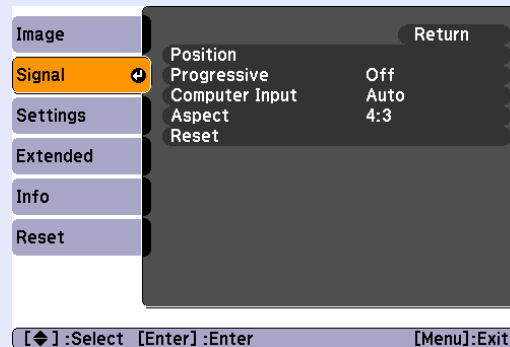 Image
Signal
Settings
Extended
Info
Reset
Return
Position
Progressive Off
Computer Input Auto
Aspect 4:3
Reset
[◆] :Select [Enter] :Enter [Menu]:Exit